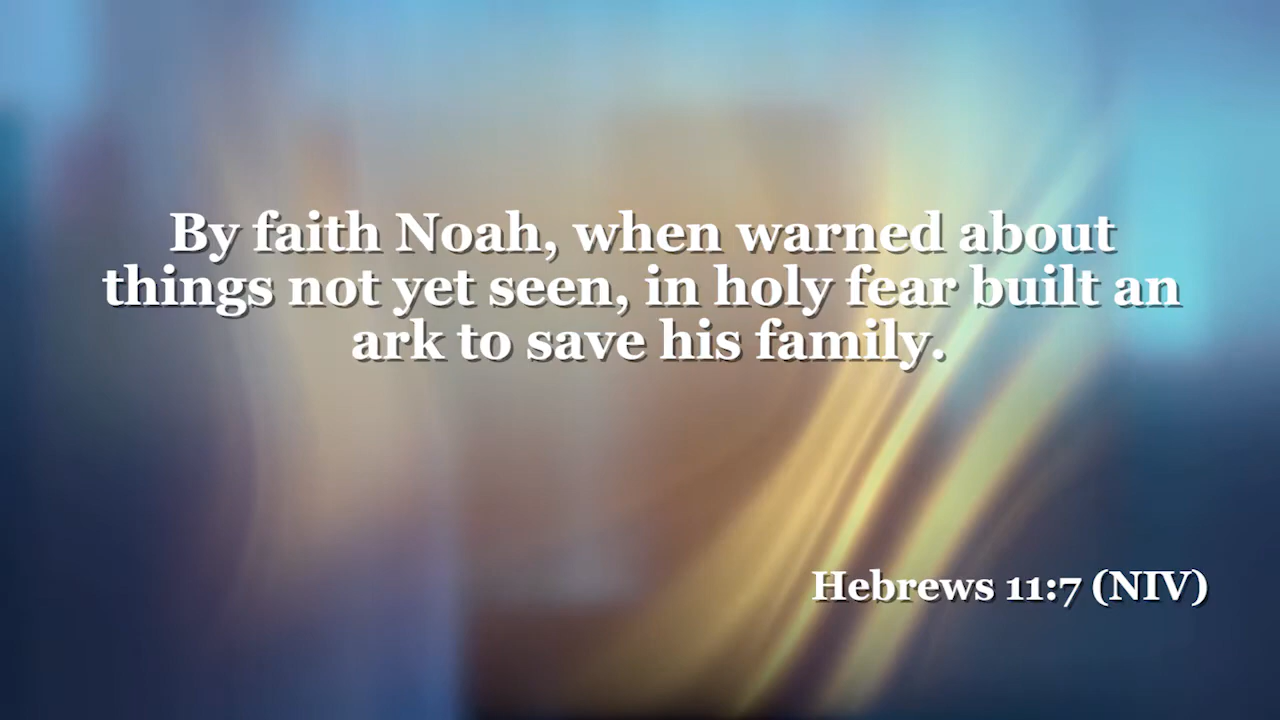 By faith Noah, when warned about
things not yet seen, in holy fear built an
ark to save his family.
Hebrews 11:7 (NIV)